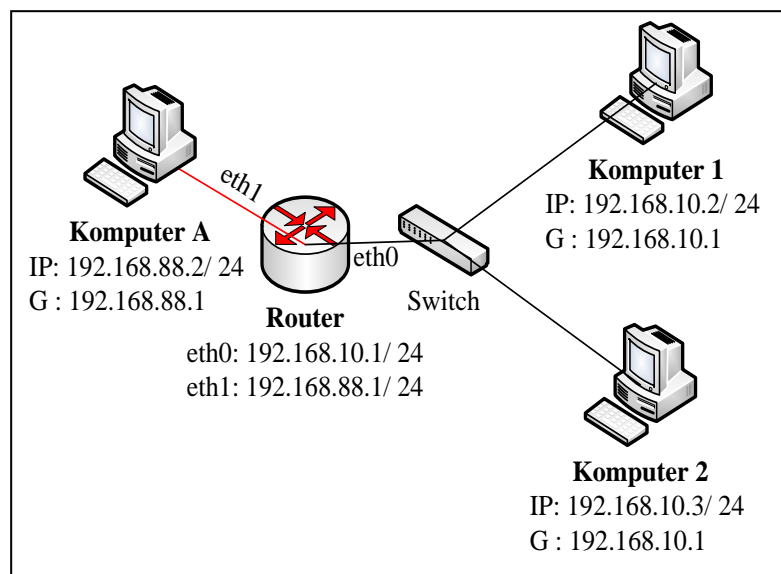 eth1
Komputer A
IP: 192.168.88.2/ 24
G : 192.168.88.1
eth0
Router
eth0: 192.168.10.1/ 24
eth1: 192.168.88.1/ 24
Switch
Komputer 1
IP: 192.168.10.2/ 24
G : 192.168.10.1
Komputer 2
IP: 192.168.10.3/ 24
G : 192.168.10.1